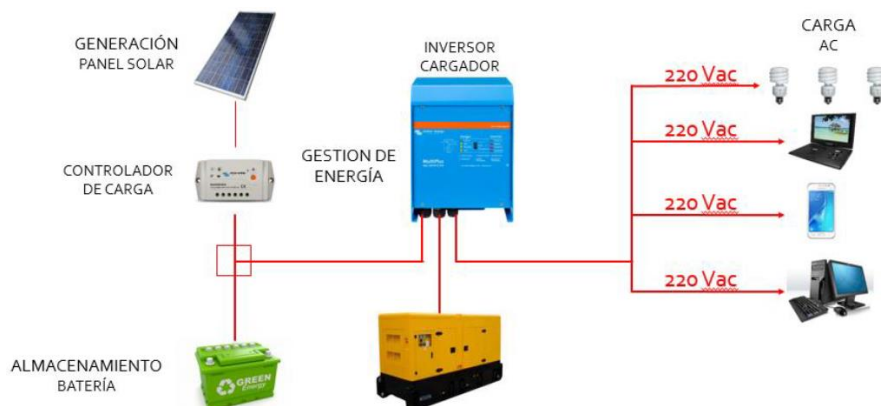 GENERACIÓN
PANEL SOLAR
CONTROLADOR
DE CARGA
ALMACENAMIENTO
BATERÍA
GREEN
Energy
INVERSOR
CARGADOR
GESTION DE
ENERGÍA
CARGA
AC
220 Vac
220 Vac
220 Vac
220 Vac